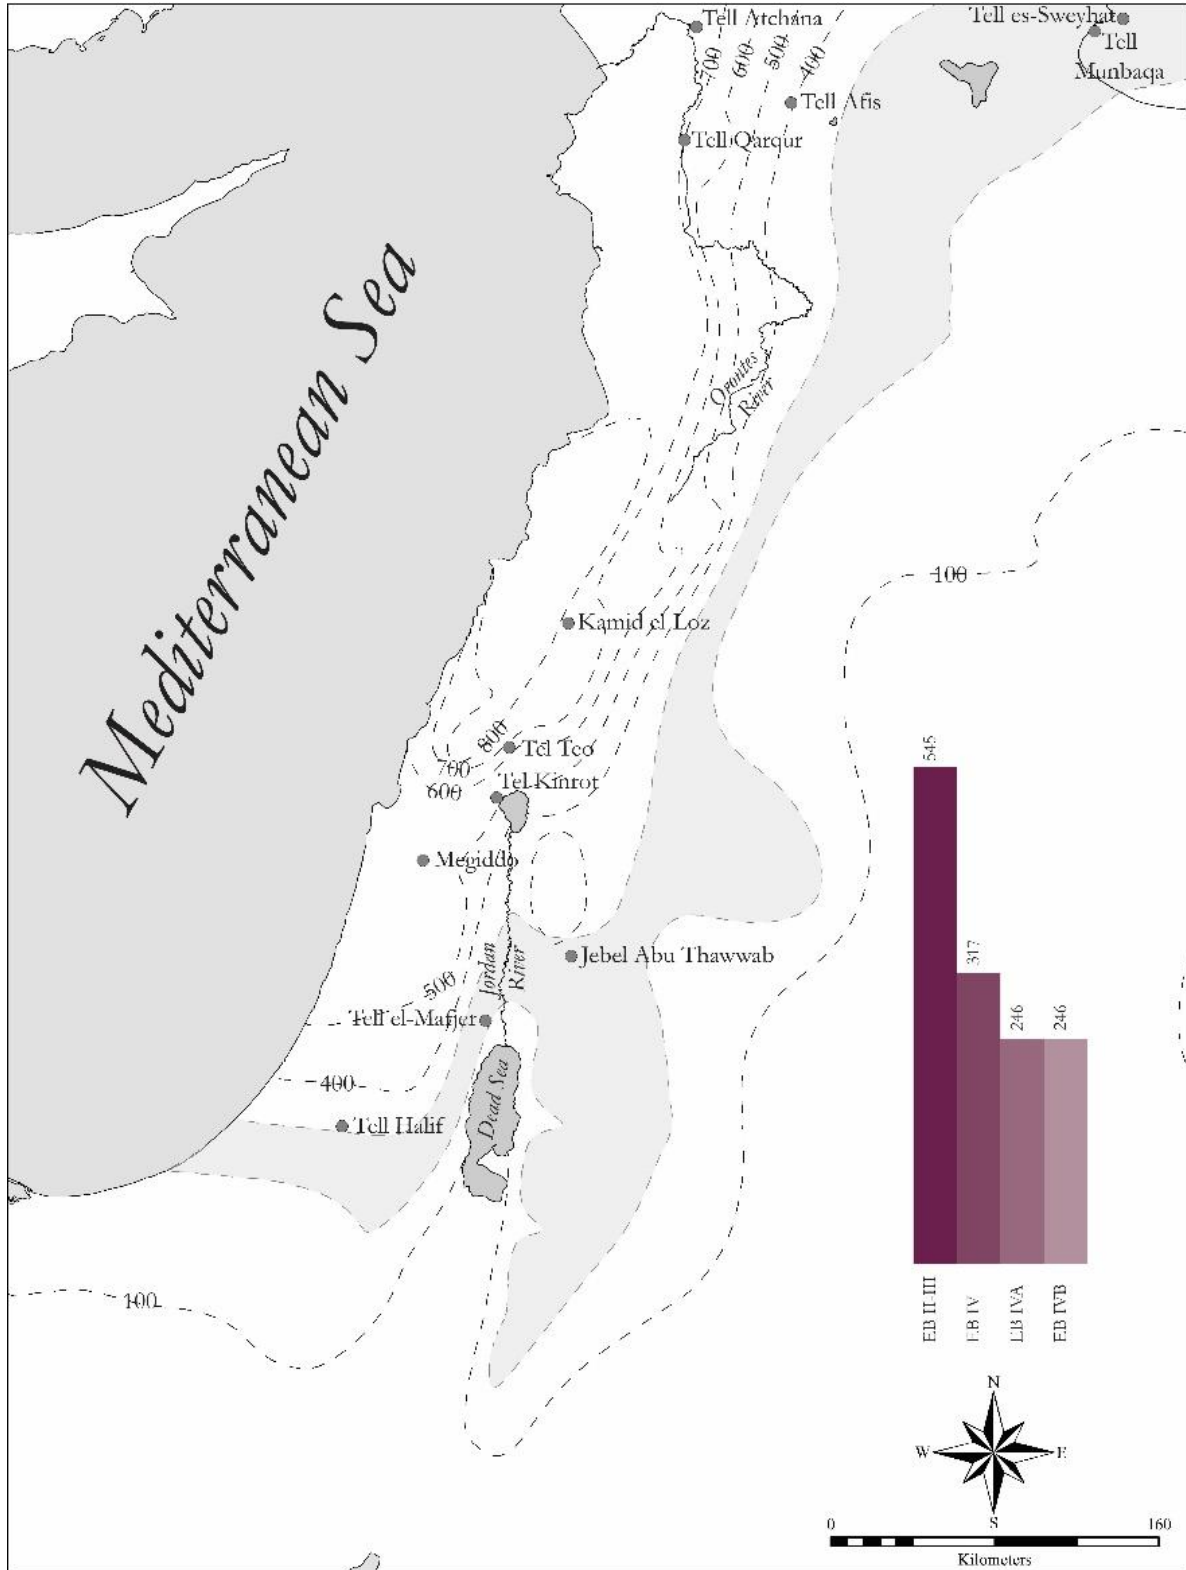 Tell Atchana
Tell es-Sweyhat
Tell
Munbaqa
700
600
500
400
Tell Afis
Tell Qarqur
Mediterranean Sea
Orontes
River
100
Kamid el Loz
800
Tel Teo
700
600
Tel Kinrot
Megiddo
Jordan
River
Jebel Abu Thawwab
500
Tell el-Mafjer
400
Dead Sea
Tell Halif
100
545
317
246
246
EB II-III
EB IV
EB IVA
EB IVB
N
W
E
S
0
160
Kilometers